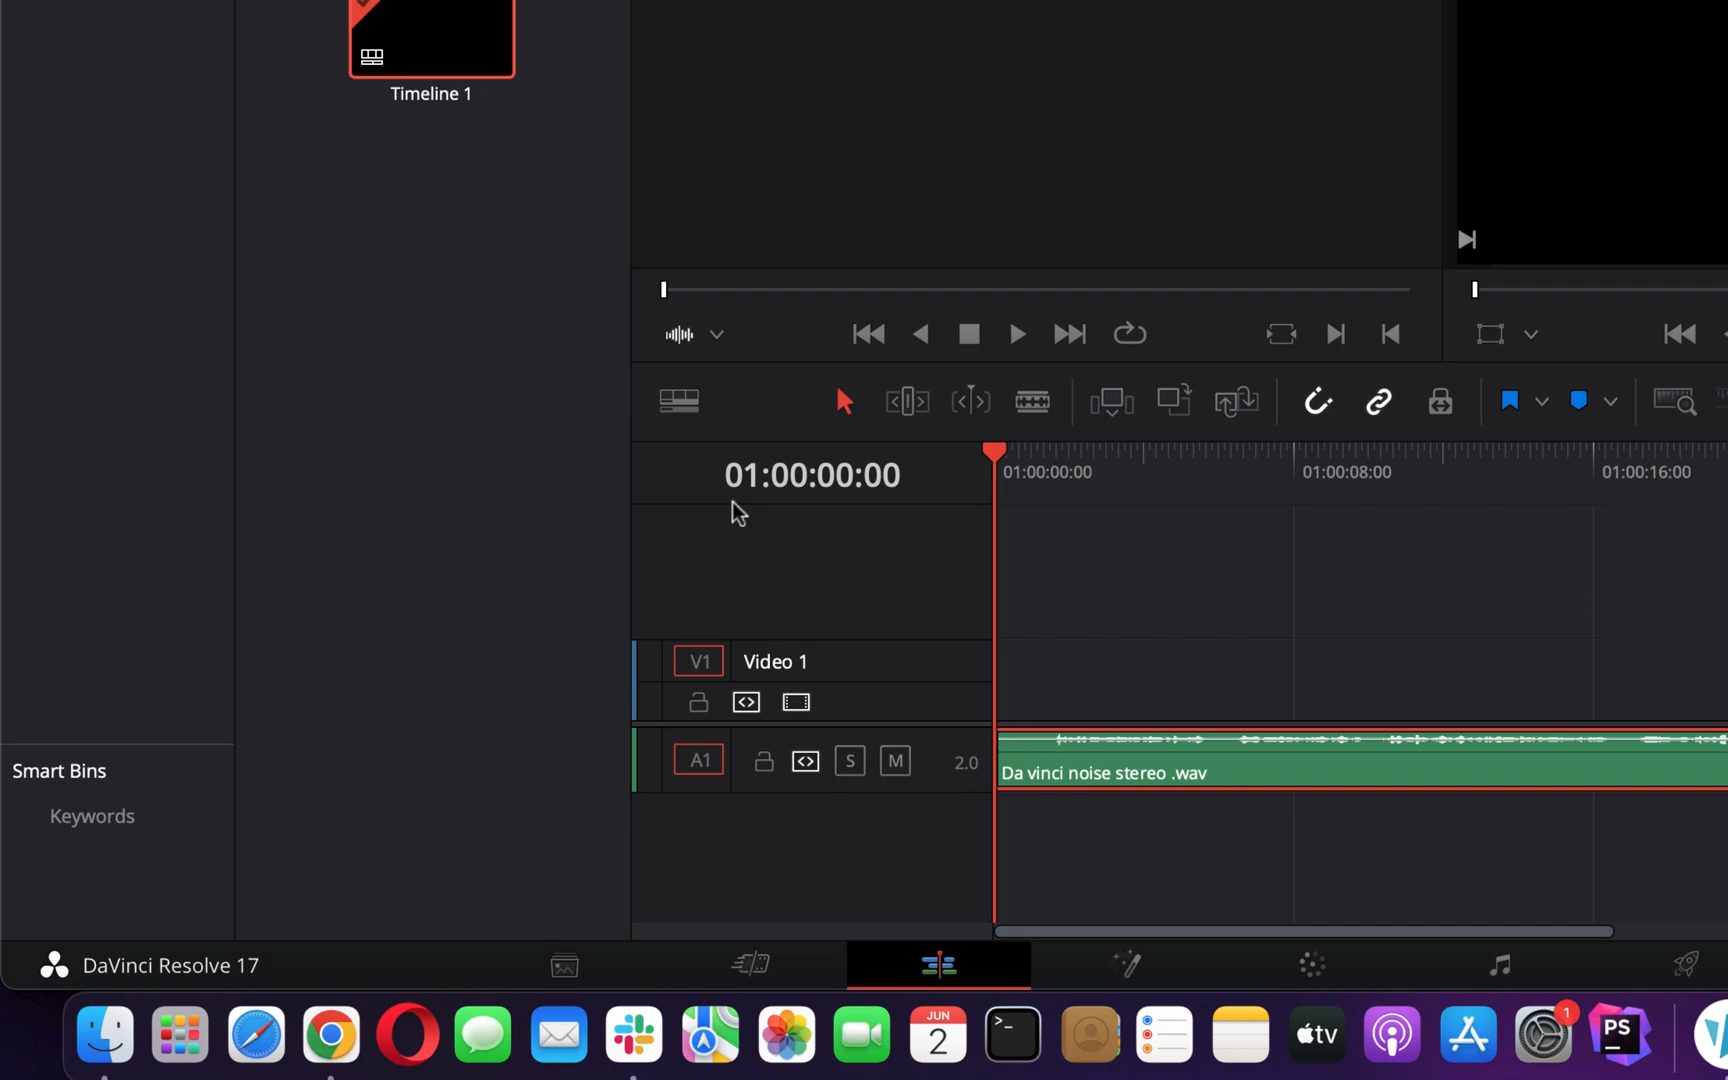 Timeline 1
01:00:00:00
01:00:00:00
01:00:08:00
01:00:16:00
V1
Video 1
A1
S
M
2.0
Da vinci noise stereo .wav
Smart Bins
Keywords
DaVinci Resolve 17
JUN
2
tv
1
PS